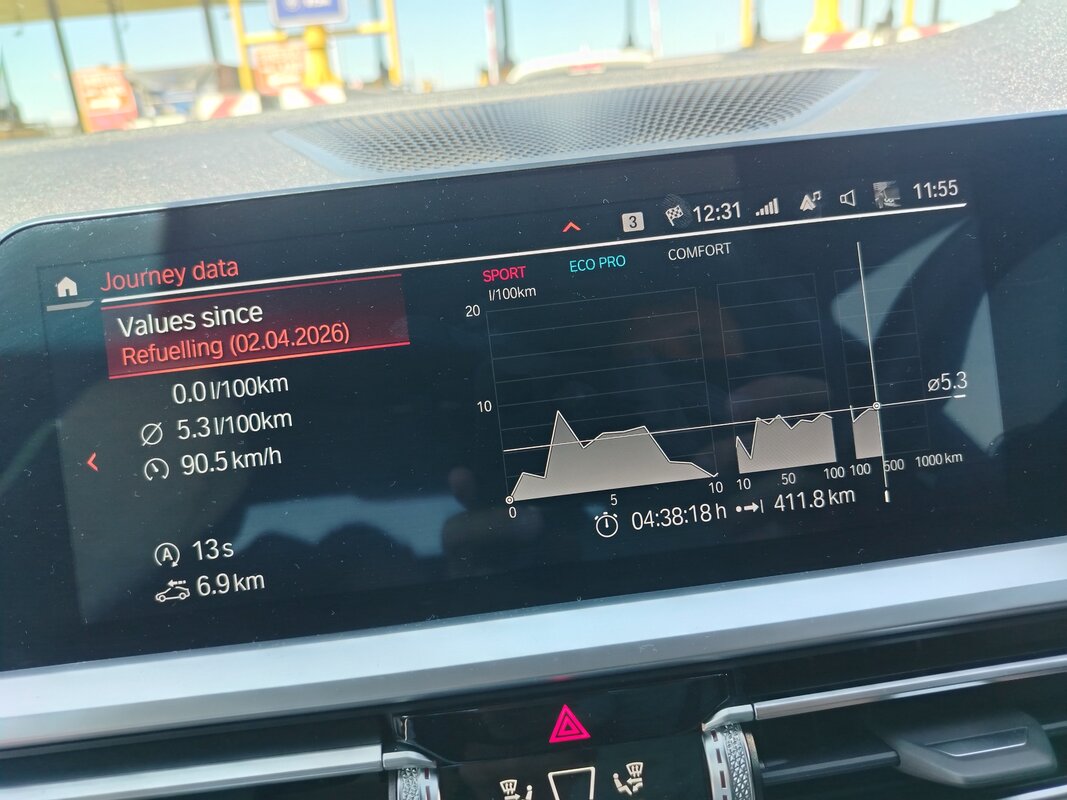 3 12:31 11:55
Journey data
SPORT ECO PRO COMFORT
l/100km
Values since
Refuelling (02.04.2026)
20
0.0 l/100km
10
ø5.3
5.3 l/100km
90.5 km/h
0 5 10 10 50 100 100 500 1000 km
04:38:18 h 411.8 km
A 13 s
6.9 km